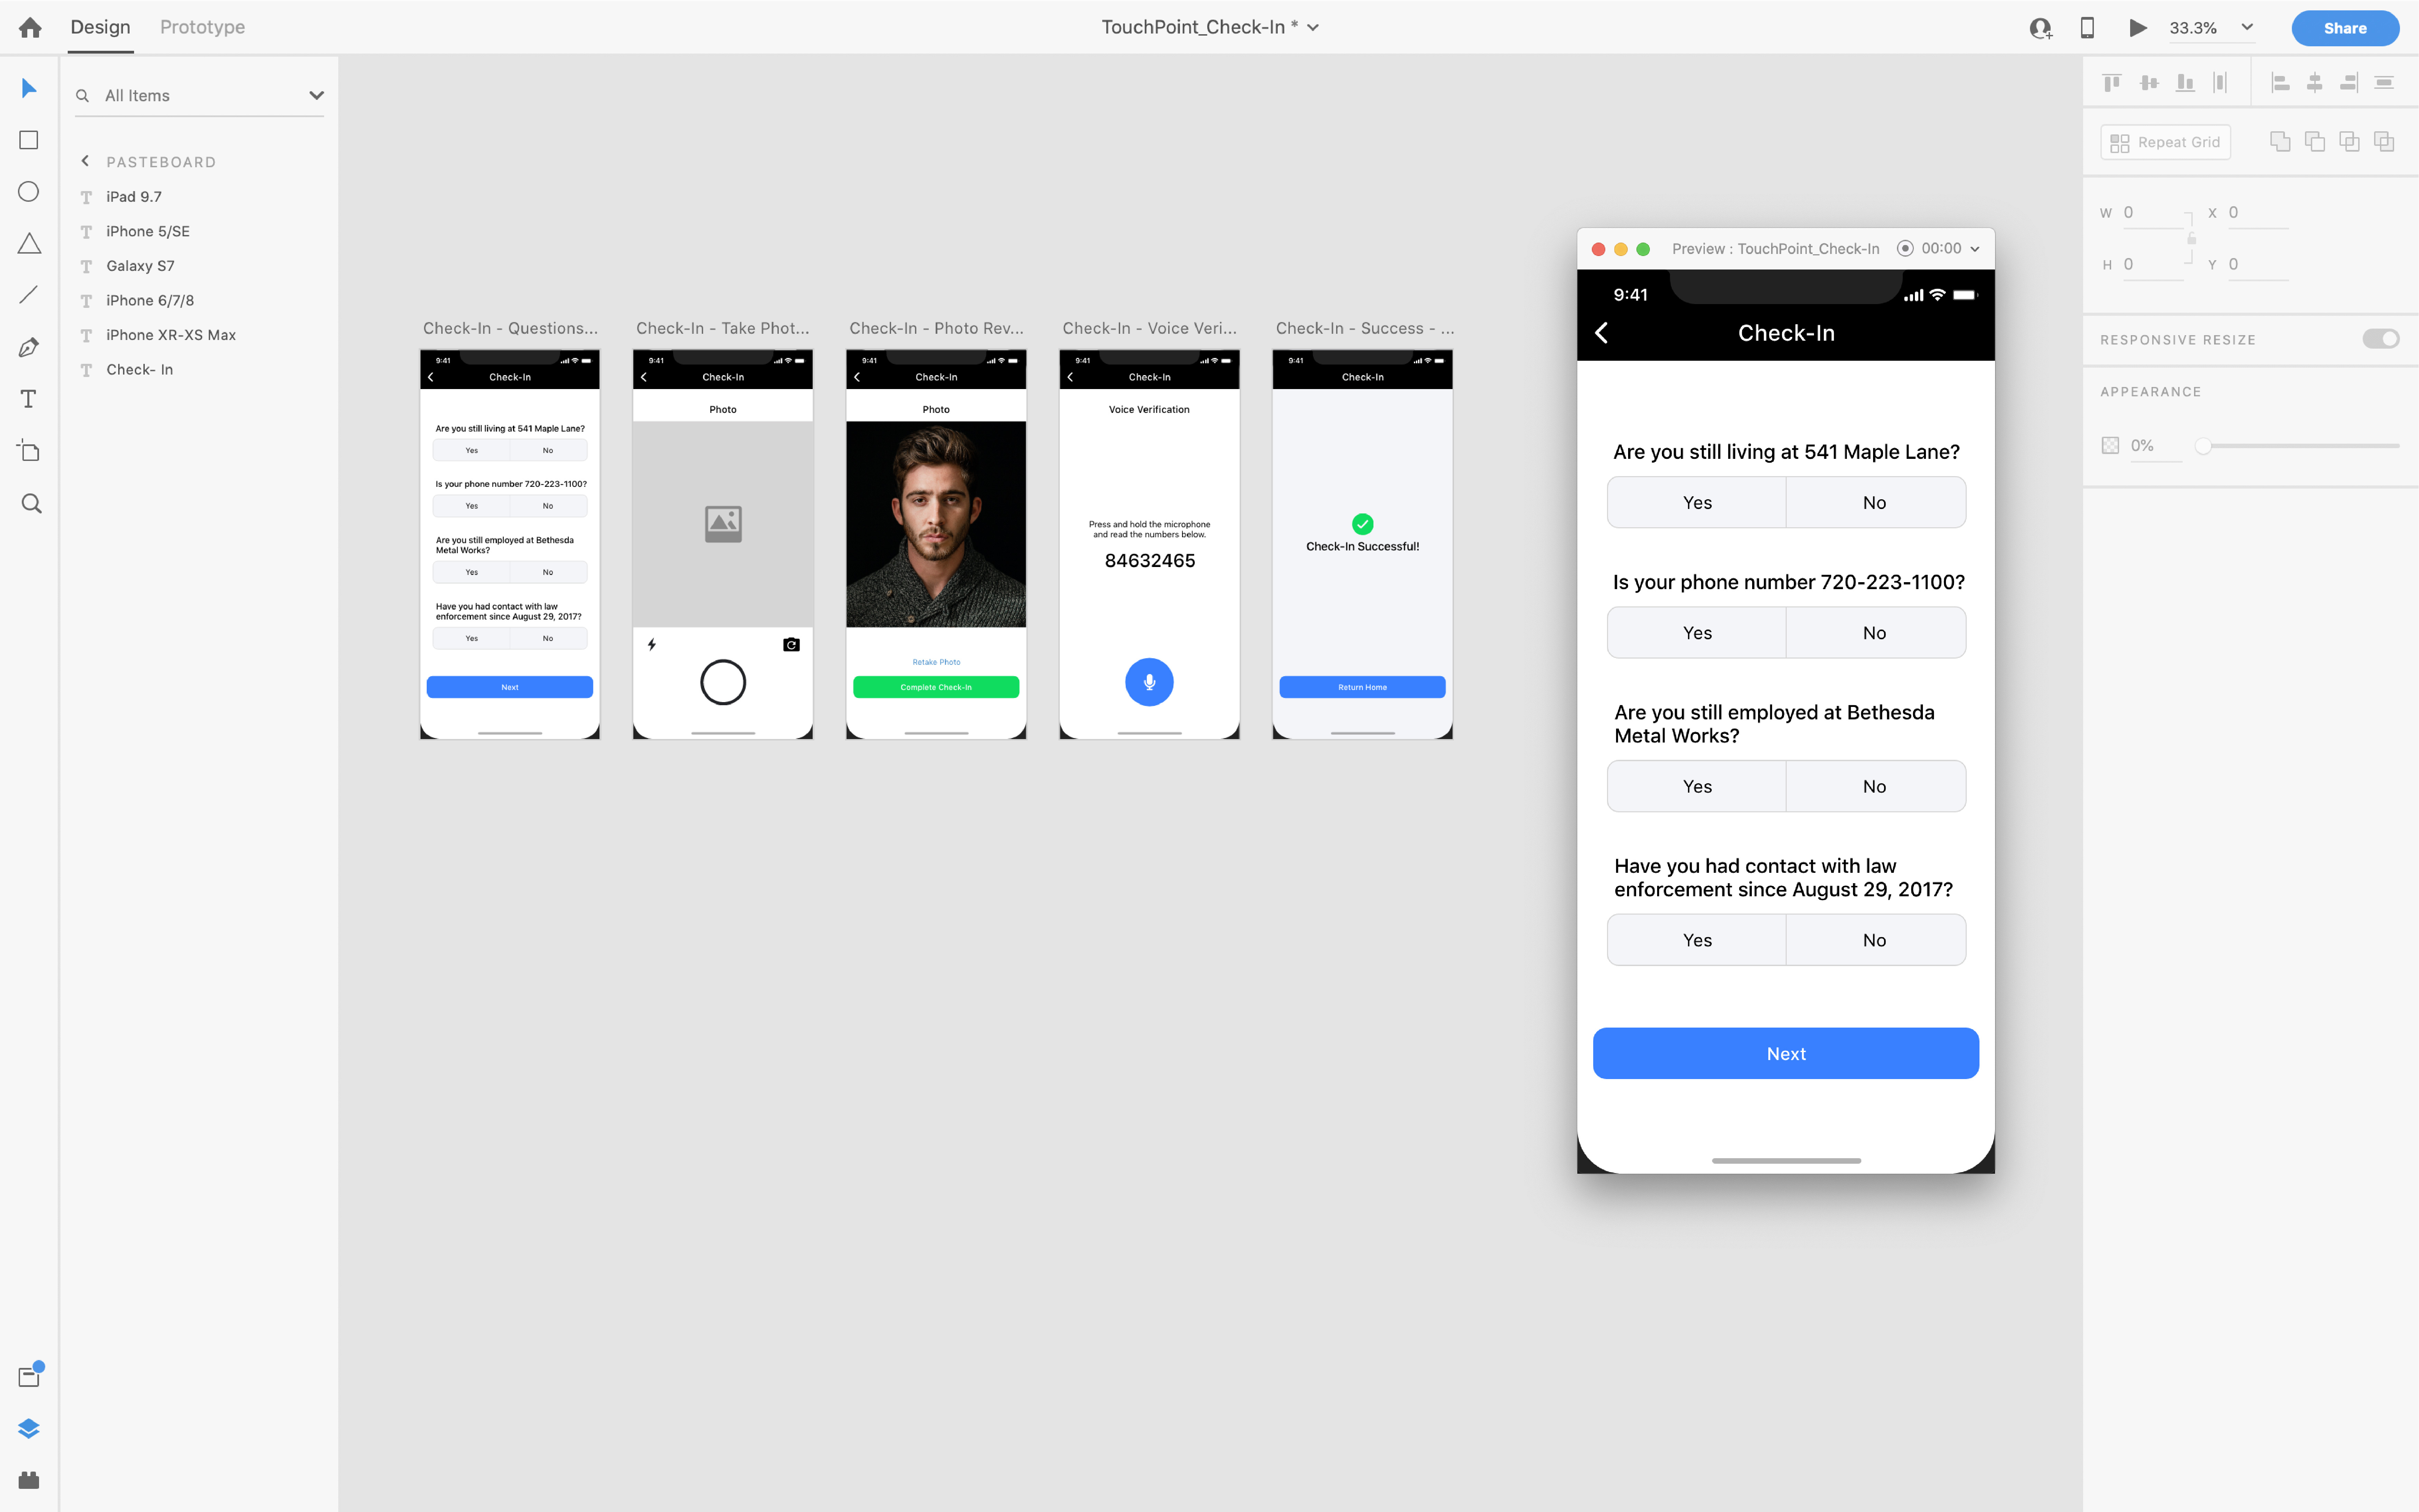 Design
Prototype
TouchPoint_Check-In *
33.3%
Share
All Items
PASTEBOARD
iPad 9.7
iPhone 5/SE
Galaxy S7
iPhone 6/7/8
iPhone XR-XS Max
Check- In
Check-In - Questions...
9:41
Check-In
Are you still living at 541 Maple Lane?
Yes No
Is your phone number 720-223-1100?
Yes No
Are you still employed at Bethesda
Metal Works?
Yes No
Have you had contact with law
enforcement since August 29, 2017?
Yes No
Next
Check-In - Take Phot...
9:41
Check-In
Photo
Check-In - Photo Rev...
9:41
Check-In
Photo
Retake Photo
Complete Check-In
Check-In - Voice Veri...
9:41
Check-In
Voice Verification
Press and hold the microphone
and read the numbers below.
84632465
Check-In - Success - ...
9:41
Check-In
Check-In Successful!
Return Home
Preview : TouchPoint_Check-In 00:00
9:41
Check-In
Are you still living at 541 Maple Lane?
Yes No
Is your phone number 720-223-1100?
Yes No
Are you still employed at Bethesda
Metal Works?
Yes No
Have you had contact with law
enforcement since August 29, 2017?
Yes No
Next
Repeat Grid
W 0 X 0
H 0 Y 0
RESPONSIVE RESIZE
APPEARANCE
0%